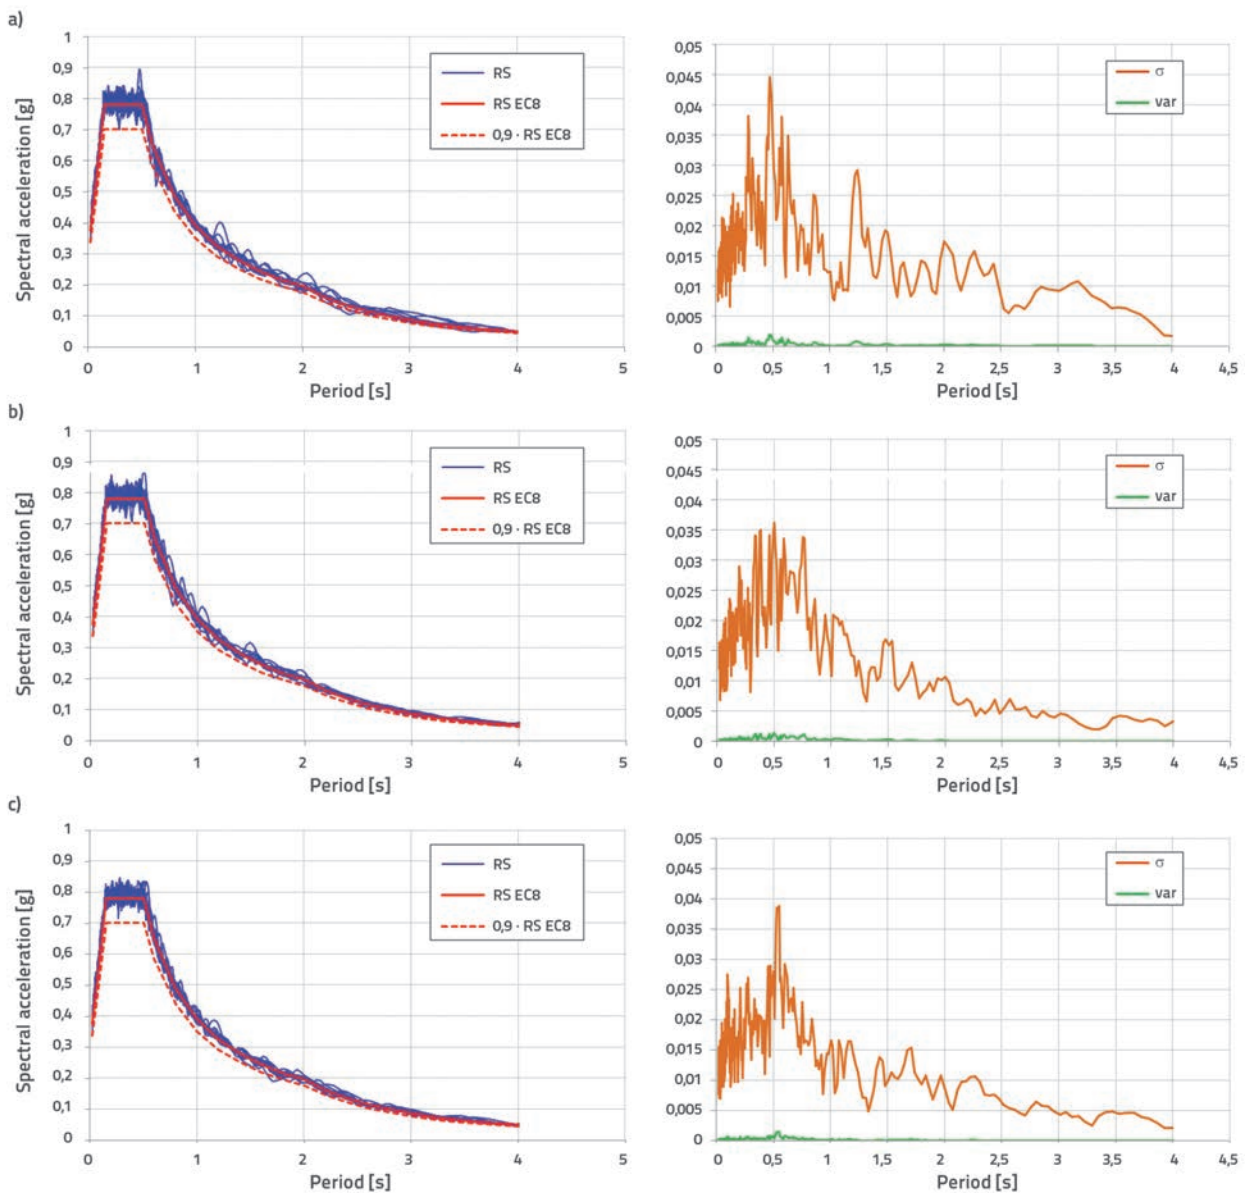 a)
Spectral acceleration [g]
1
0,9
0,8
0,7
0,6
0,5
0,4
0,3
0,2
0,1
0
0 1 2 3 4 5
Period [s]
RS
RS EC8
0,9 · RS EC8
0,05
0,045
0,04
0,035
0,03
0,025
0,02
0,015
0,01
0,005
0
0 0,5 1 1,5 2 2,5 3 3,5 4 4,5
Period [s]
σ
var
b)
Spectral acceleration [g]
1
0,9
0,8
0,7
0,6
0,5
0,4
0,3
0,2
0,1
0
0 1 2 3 4 5
Period [s]
RS
RS EC8
0,9 · RS EC8
0,05
0,045
0,04
0,035
0,03
0,025
0,02
0,015
0,01
0,005
0
0 0,5 1 1,5 2 2,5 3 3,5 4 4,5
Period [s]
σ
var
c)
Spectral acceleration [g]
1
0,9
0,8
0,7
0,6
0,5
0,4
0,3
0,2
0,1
0
0 1 2 3 4 5
Period [s]
RS
RS EC8
0,9 · RS EC8
0,05
0,045
0,04
0,035
0,03
0,025
0,02
0,015
0,01
0,005
0
0 0,5 1 1,5 2 2,5 3 3,5 4 4,5
Period [s]
σ
var